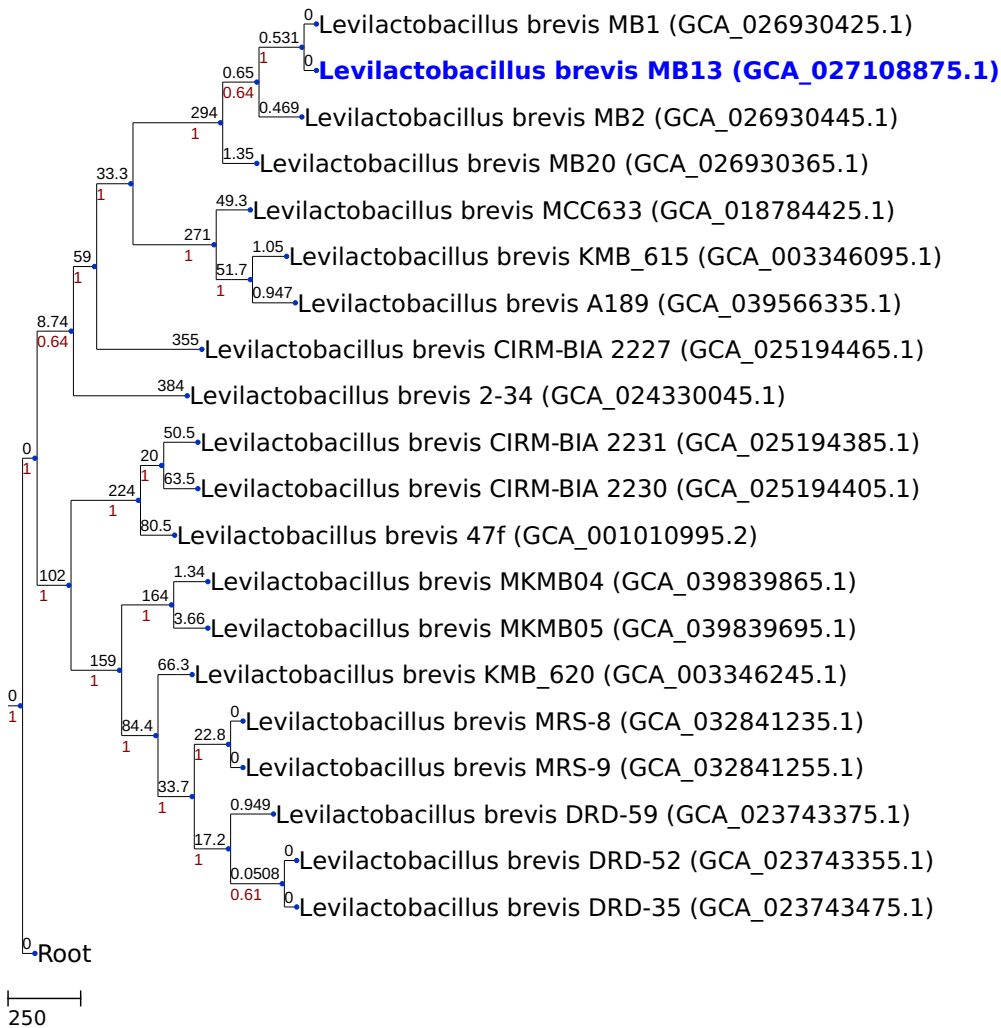 0
Levilactobacillus brevis MB1 (GCA_026930425.1)
0.531
1
0
Levilactobacillus brevis MB13 (GCA_027108875.1)
0.65
0.64
0.469
Levilactobacillus brevis MB2 (GCA_026930445.1)
294
1
1.35
Levilactobacillus brevis MB20 (GCA_026930365.1)
33.3
1
49.3
Levilactobacillus brevis MCC633 (GCA_018784425.1)
271
1
1.05
Levilactobacillus brevis KMB_615 (GCA_003346095.1)
51.7
1
0.947
Levilactobacillus brevis A189 (GCA_039566335.1)
59
1
355
Levilactobacillus brevis CIRM-BIA 2227 (GCA_025194465.1)
8.74
0.64
384
Levilactobacillus brevis 2-34 (GCA_024330045.1)
50.5
Levilactobacillus brevis CIRM-BIA 2231 (GCA_025194385.1)
0
1
20
1
63.5
Levilactobacillus brevis CIRM-BIA 2230 (GCA_025194405.1)
224
1
80.5
Levilactobacillus brevis 47f (GCA_001010995.2)
102
1
1.34
Levilactobacillus brevis MKMB04 (GCA_039839865.1)
164
1
3.66
Levilactobacillus brevis MKMB05 (GCA_039839695.1)
159
1
66.3
Levilactobacillus brevis KMB_620 (GCA_003346245.1)
0
1
84.4
1
0
Levilactobacillus brevis MRS-8 (GCA_032841235.1)
22.8
1
0
Levilactobacillus brevis MRS-9 (GCA_032841255.1)
33.7
1
0.949
Levilactobacillus brevis DRD-59 (GCA_023743375.1)
17.2
1
0
Levilactobacillus brevis DRD-52 (GCA_023743355.1)
0.0508
0.61
0
Levilactobacillus brevis DRD-35 (GCA_023743475.1)
0
Root
250